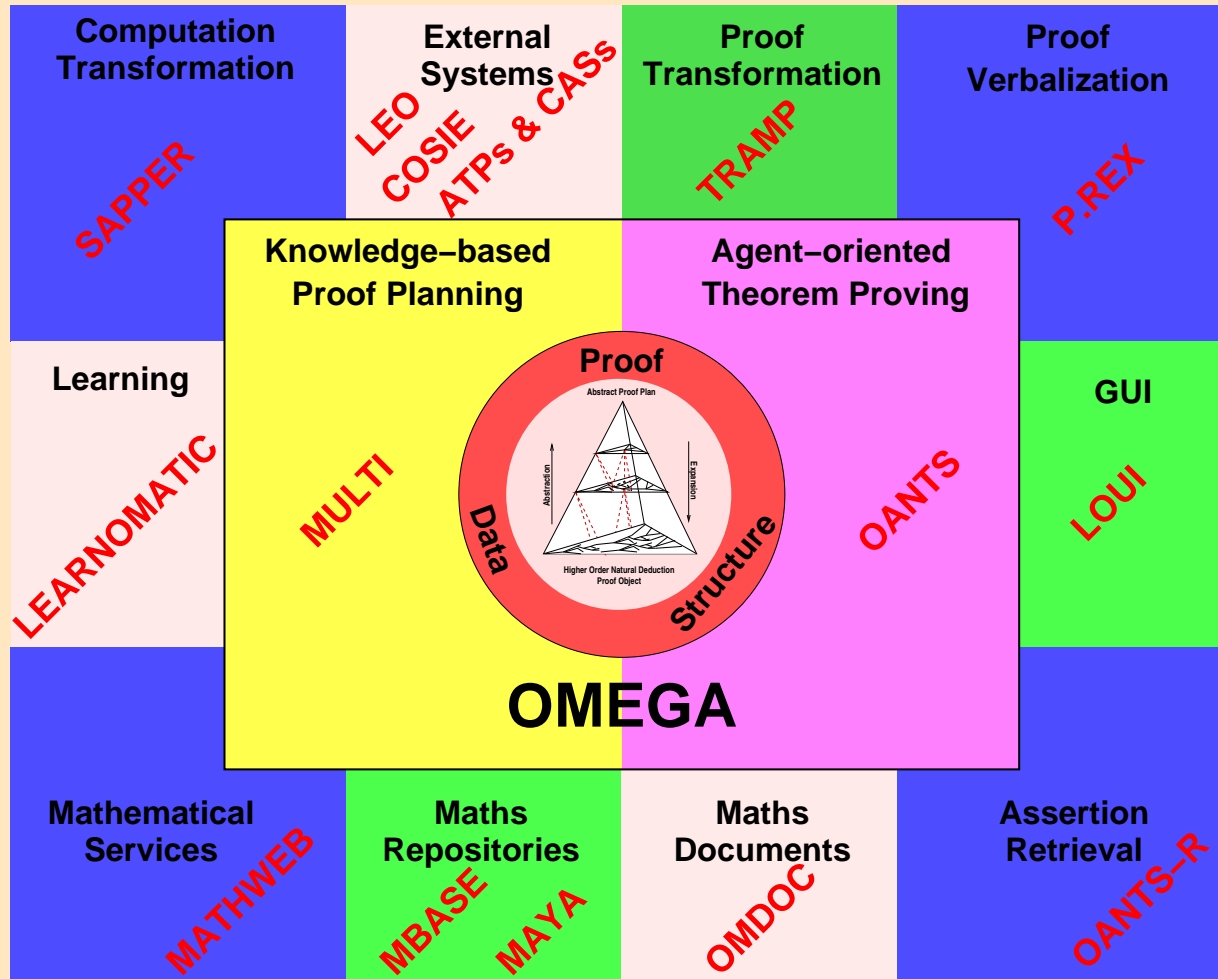 Computation
Transformation
SAPPER
External
Systems
LEO
COSIE
ATPs & CASs
Proof
Transformation
TRAMP
Proof
Verbalization
P.REX
Knowledge–based
Proof Planning
Agent–oriented
Theorem Proving
Learning
LEARNOMATIC
MULTI
Proof
Data
Structure
Abstract Proof Plan
Abstraction
Expansion
Higher Order Natural Deduction
Proof Object
OANTS
GUI
LOUI
OMEGA
Mathematical
Services
MATHWEB
Maths
Repositories
MBASE
MAYA
Maths
Documents
OMDOC
Assertion
Retrieval
OANTS–R